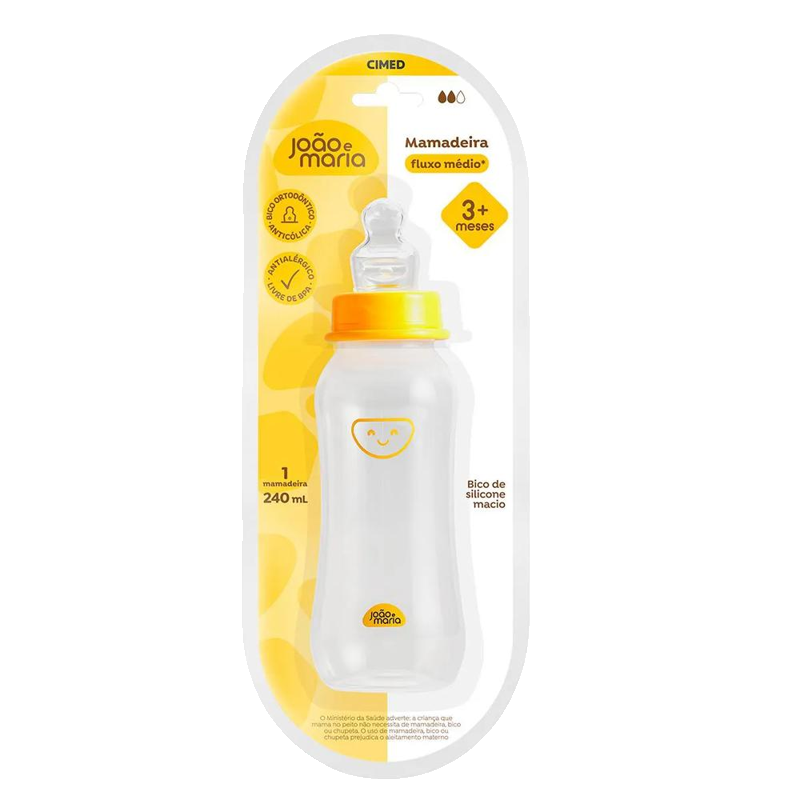 CIMED
João e
maria
Mamadeira
fluxo médio*
BICO ORTODÔNTICO
ANTICÓLICA
3+
meses
ANTIALÉRGICO
LIVRE DE BPA
1
mamadeira
240 mL
Bico de
silicone
macio
João e
maria
O Ministério da Saúde adverte: a criança que
mama no peito não necessita de mamadeira, bico
ou chupeta. O uso de mamadeira, bico ou
chupeta prejudica o aleitamento materno